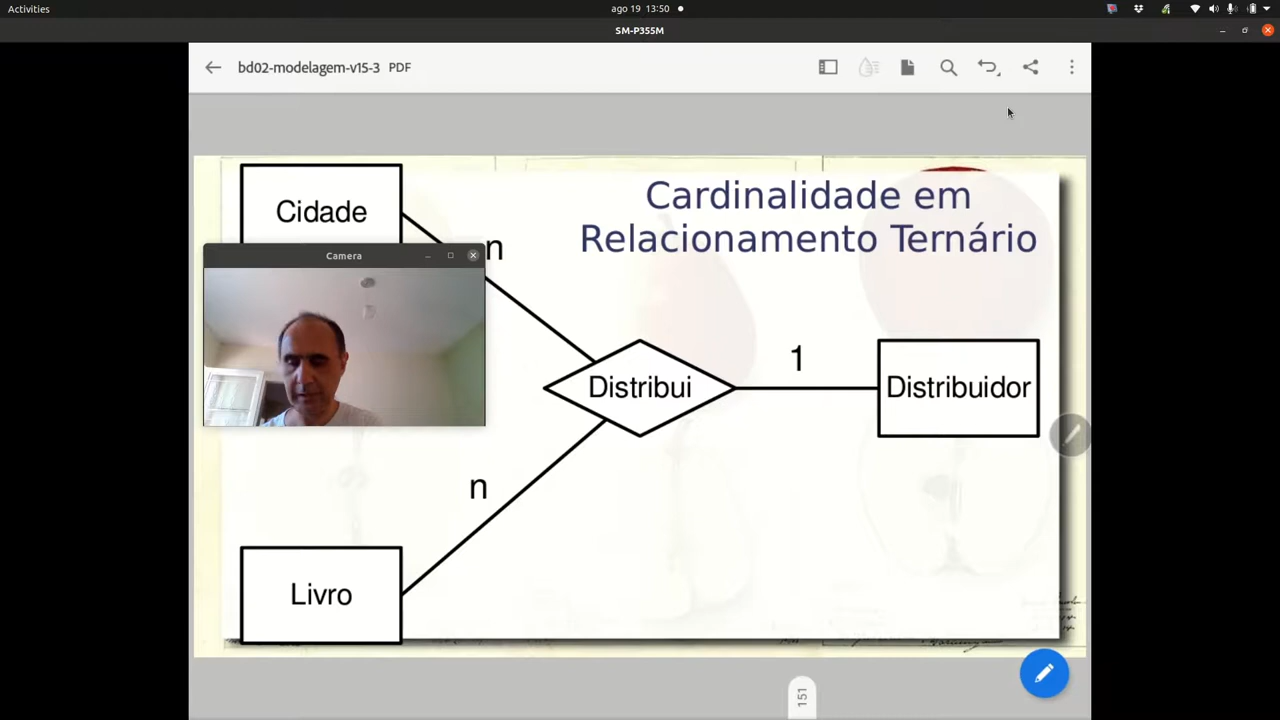 Activities
ago 19 13:50
SM-P355M
bd02-modelagem-v15-3 PDF
Cardinalidade em
Relacionamento Ternário
Cidade
n
Camera
1
Distribui
Distribuidor
n
Livro
151